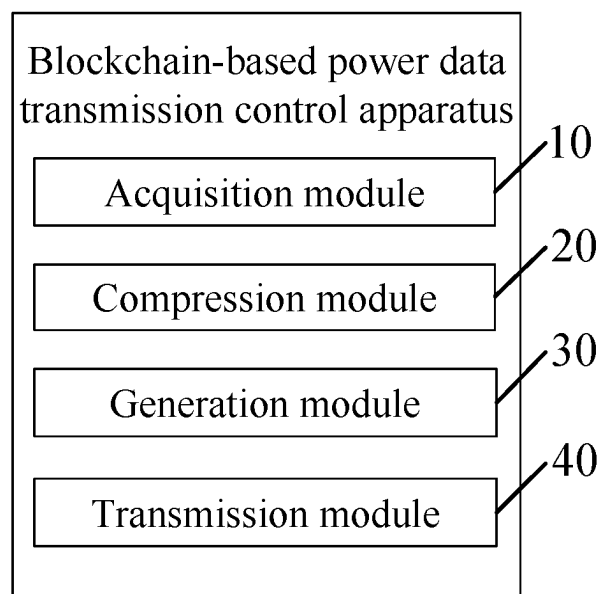 Blockchain-based power data
transmission control apparatus
10
Acquisition module
20
Compression module
30
Generation module
40
Transmission module